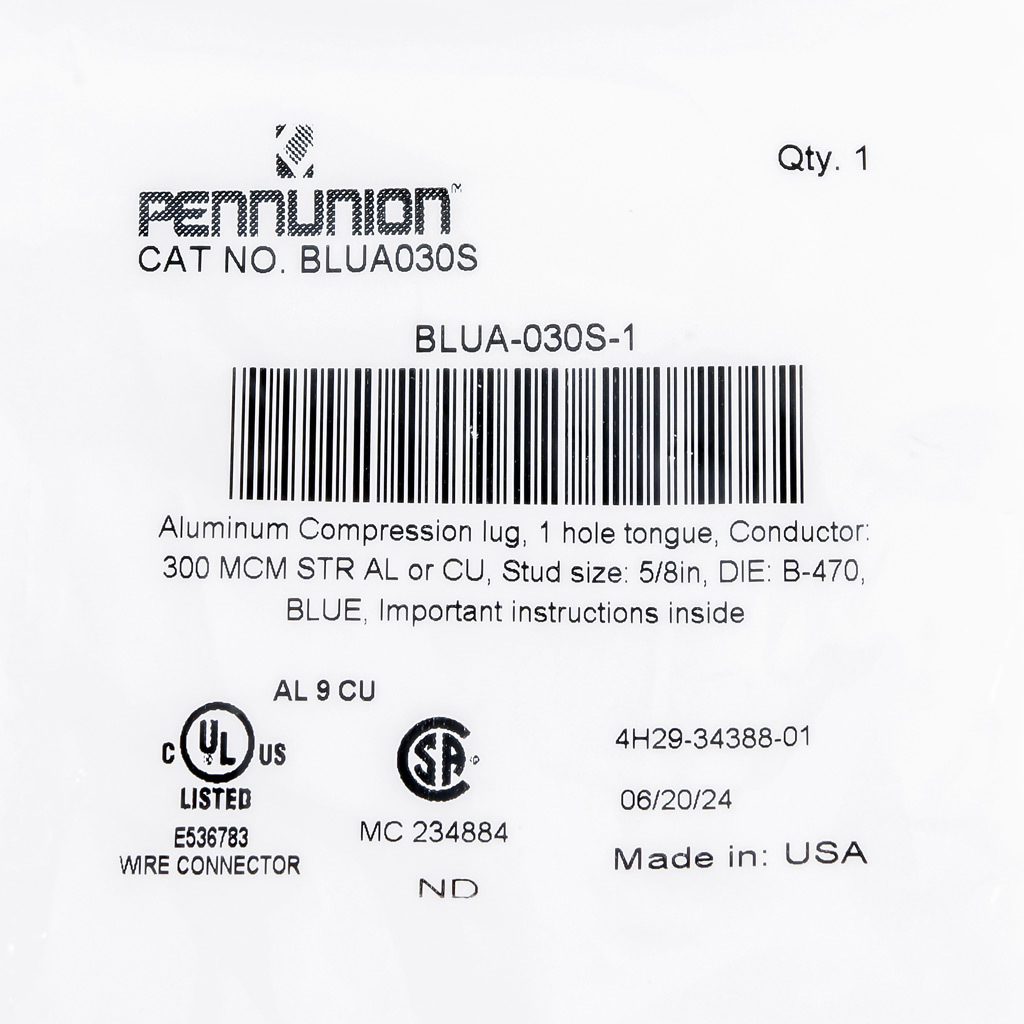 Qty. 1
PENNUNION™
CAT NO. BLUA030S
BLUA-030S-1
Aluminum Compression lug, 1 hole tongue, Conductor:
300 MCM STR AL or CU, Stud size: 5/8in, DIE: B-470,
BLUE, Important instructions inside
AL 9 CU
C UL US
LISTED
E536783
WIRE CONNECTOR
SA
MC 234884
ND
4H29-34388-01
06/20/24
Made in: USA